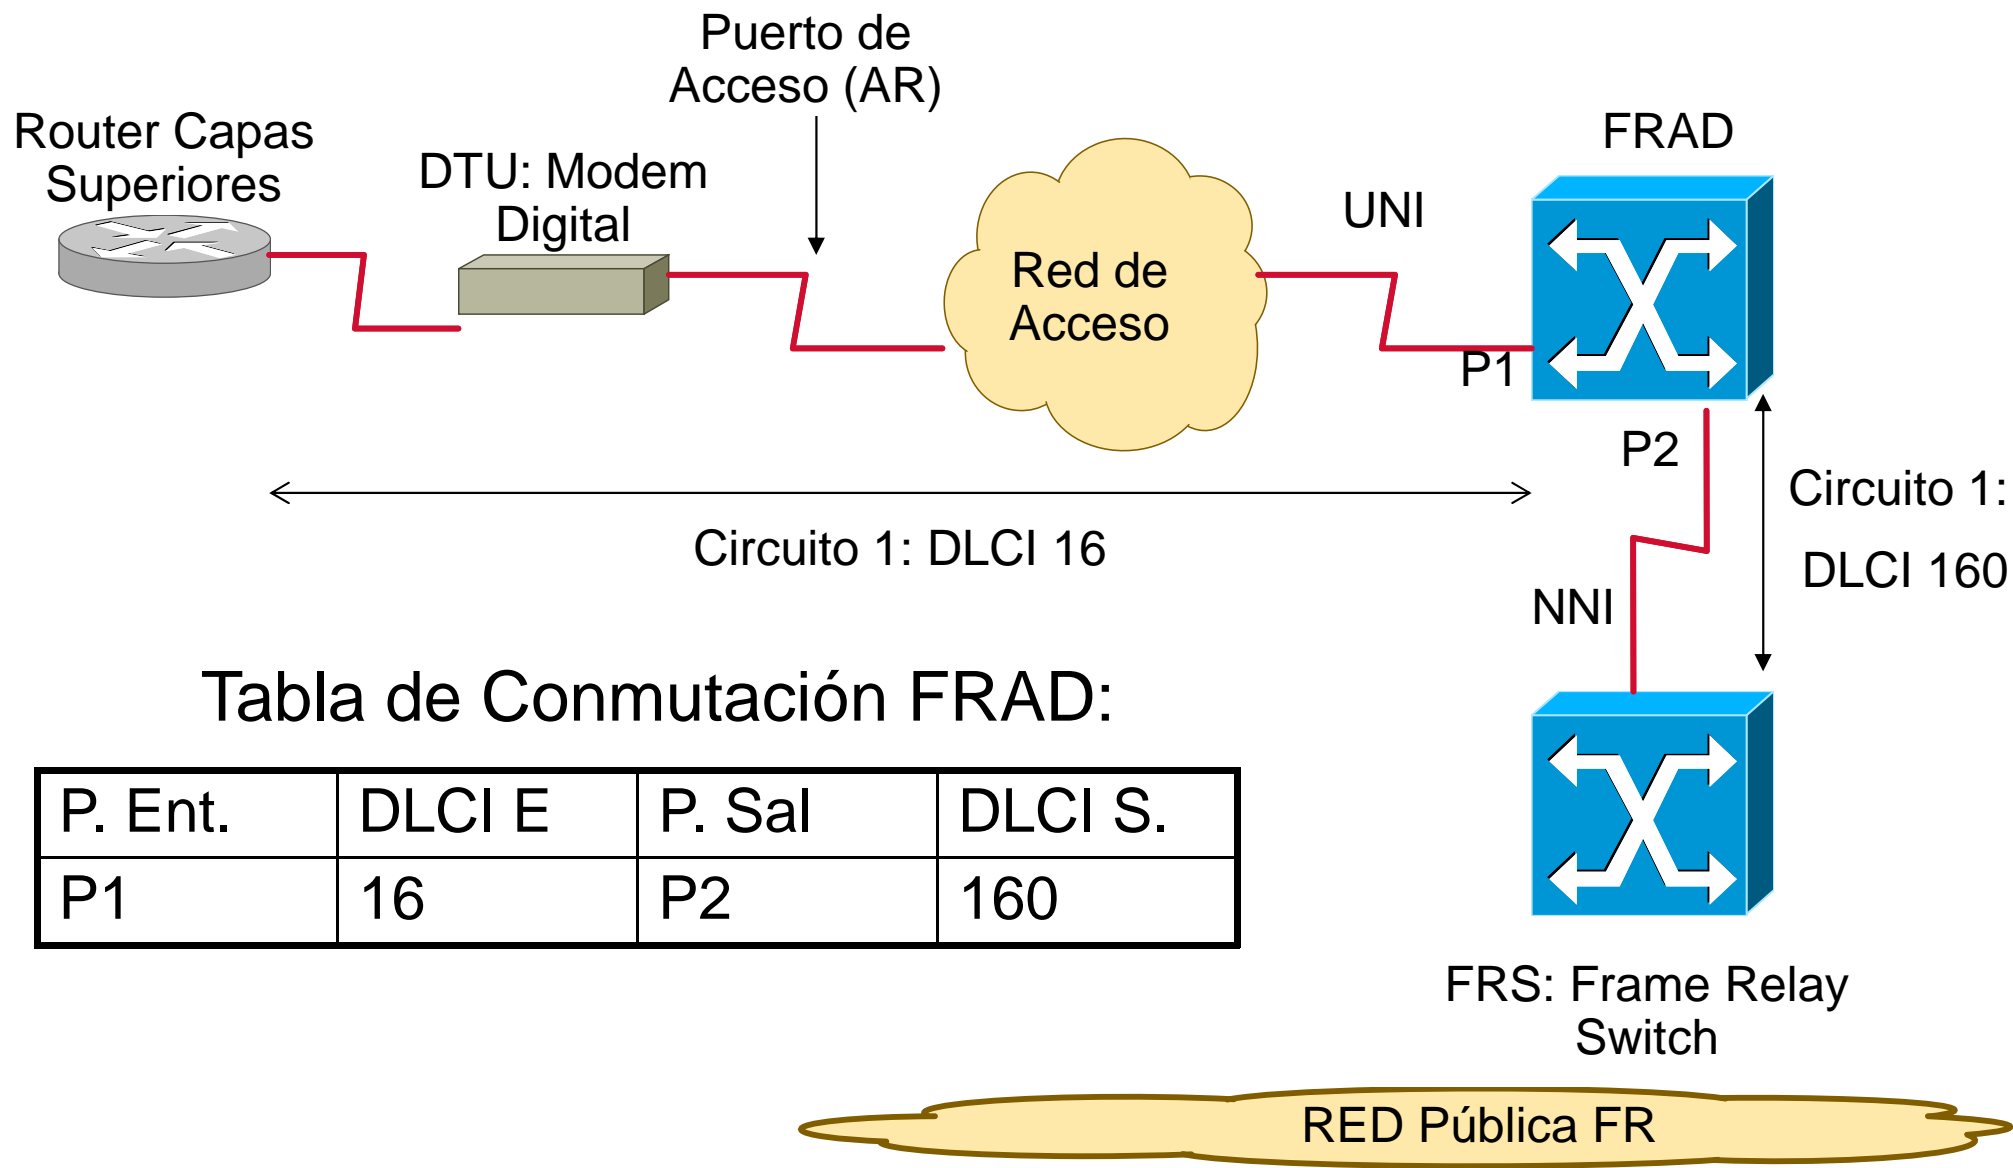 Puerto de
Acceso (AR)
Router Capas
Superiores
DTU: Modem
Digital
FRAD
UNI
Red de
Acceso
P1
P2
Circuito 1:
DLCI 160
Circuito 1: DLCI 16
NNI
Tabla de Conmutación FRAD:
P. Ent. DLCI E P. Sal DLCI S.
P1 16 P2 160
FRS: Frame Relay
Switch
RED Pública FR